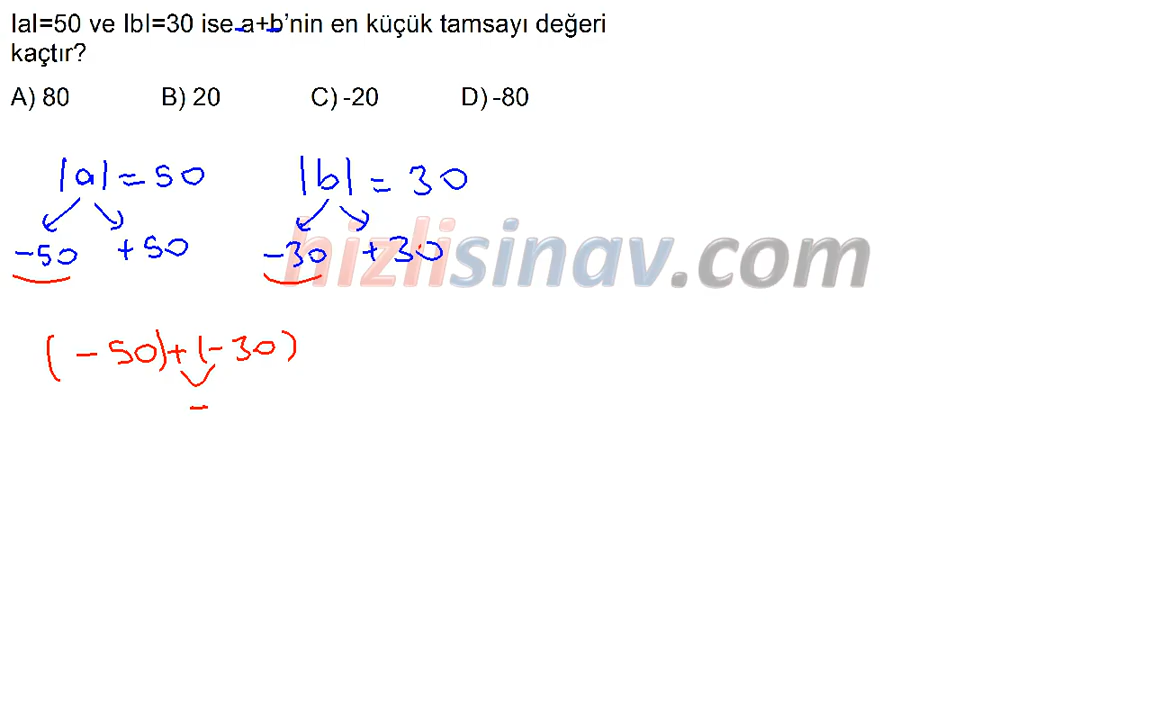 IaI=50 ve IbI=30 ise a+b’nin en küçük tamsayı değeri
kaçtır?
A) 80 B) 20 C) -20 D) -80
|a| = 50 |b| = 30
-50 +50 -30 +30
hizlisinav.com
(-50)+(-30)
-